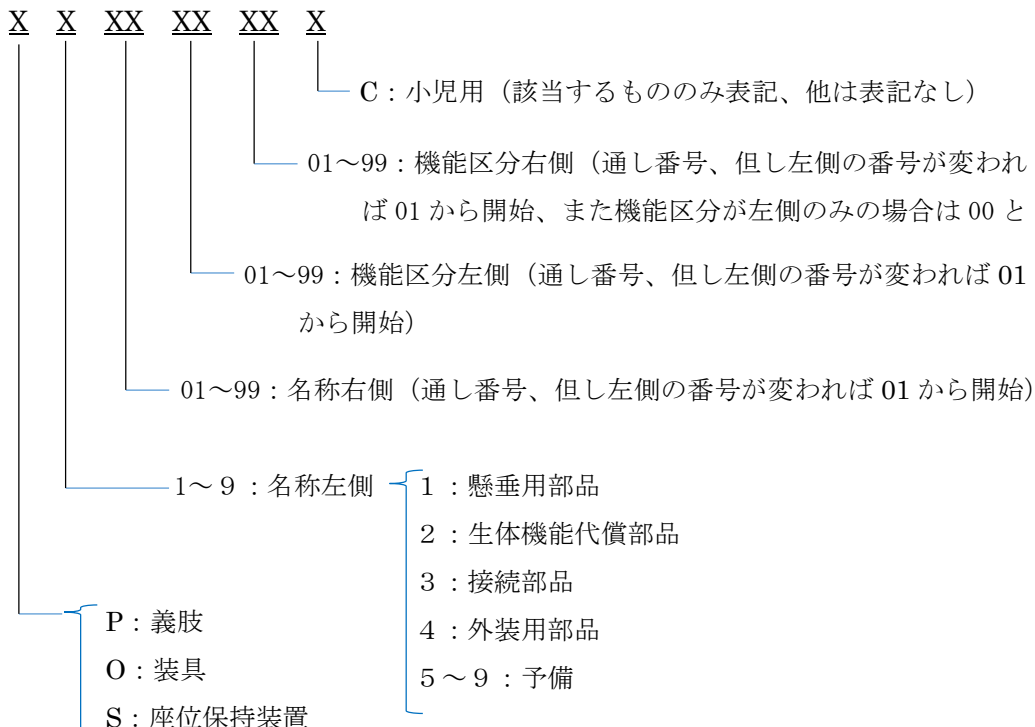 X X XX XX XX X
C：小児用（該当するもののみ表記、他は表記なし）
01～99：機能区分右側（通し番号、但し左側の番号が変われ
ば 01 から開始、また機能区分が左側のみの場合は 00 と
01～99：機能区分左側（通し番号、但し左側の番号が変われば 01
から開始）
01～99：名称右側（通し番号、但し左側の番号が変われば 01 から開始）
1～９：名称左側
１：懸垂用部品
２：生体機能代償部品
３：接続部品
４：外装用部品
５～９：予備
P：義肢
O：装具
S：座位保持装置